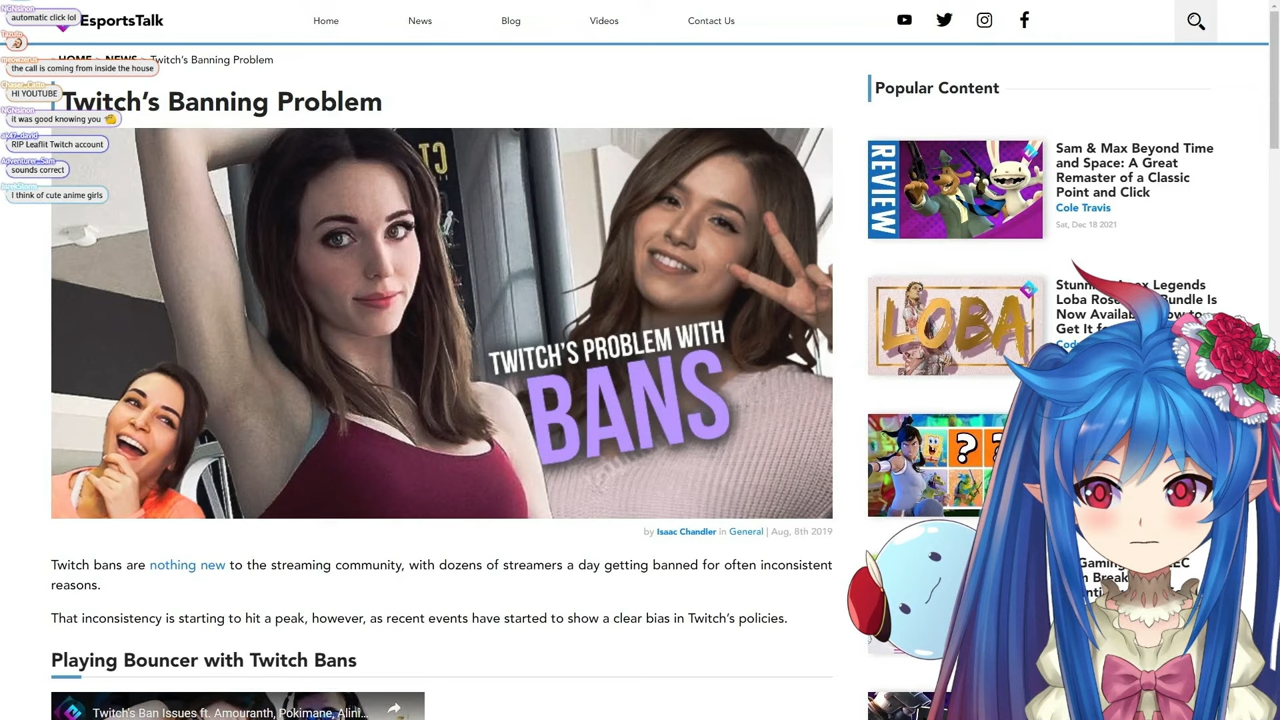 NGNsinon
automatic click lol
EsportsTalk
Home
News
Blog
Videos
Contact Us
meowzerus
the call is coming from inside the house
HI YOUTUBE
NGNsinon
it was good knowing you
ak47_david
RIP Leaflit Twitch account
sounds correct
I think of cute anime girls
HOME > NEWS > Twitch's Banning Problem
Twitch's Banning Problem
TWITCH'S PROBLEM WITH
BANS
by Isaac Chandler in General | Aug, 8th 2019
Twitch bans are nothing new to the streaming community, with dozens of streamers a day getting banned for often inconsistent
reasons.
That inconsistency is starting to hit a peak, however, as recent events have started to show a clear bias in Twitch's policies.
Playing Bouncer with Twitch Bans
Twitch's Ban Issues ft. Amouranth, Pokimane, Alini...
Popular Content
REVIEW
Sam & Max Beyond Time
and Space: A Great
Remaster of a Classic
Point and Click
Cole Travis
Sat, Dec 18 2021
LOBA
Legends
Loba Bundle Is
Now
Get It
? ?